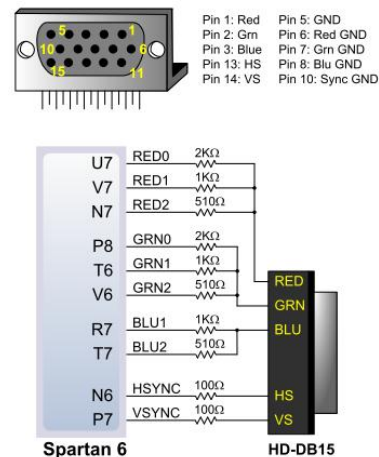 5
1
10
6
15
11
Pin 1: Red Pin 5: GND
Pin 2: Grn Pin 6: Red GND
Pin 3: Blue Pin 7: Grn GND
Pin 13: HS Pin 8: Blu GND
Pin 14: VS Pin 10: Sync GND
U7 RED0 2KΩ
V7 RED1 1KΩ
N7 RED2 510Ω
P8 GRN0 2KΩ
T6 GRN1 1KΩ
V6 GRN2 510Ω
R7 BLU1 1KΩ
T7 BLU2 510Ω
N6 HSYNC 100Ω
P7 VSYNC 100Ω
RED
GRN
BLU
HS
VS
Spartan 6
HD-DB15